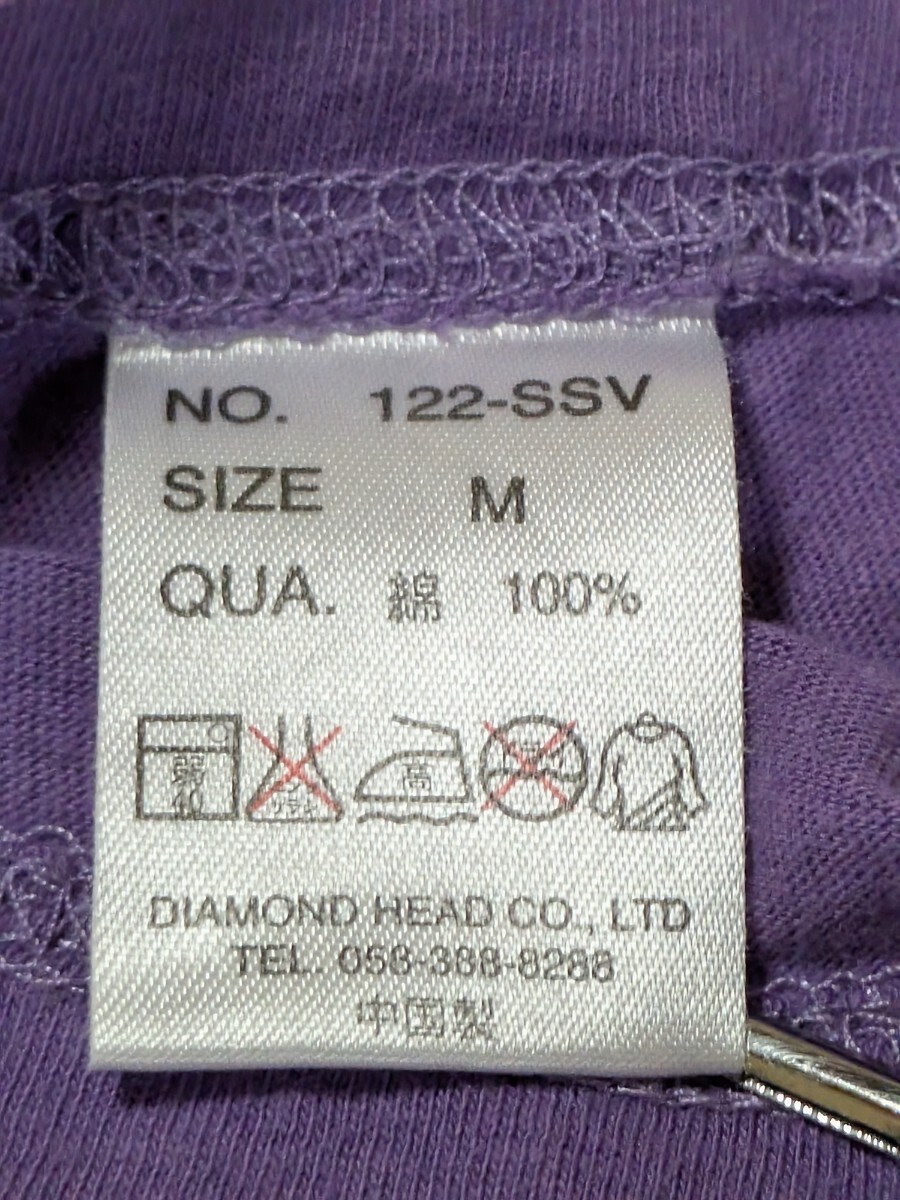 NO. 122-SSV
SIZE M
QUA. 綿 100%
弱 40 高
DIAMOND HEAD CO., LTD
TEL. 058-388-8288
中国製